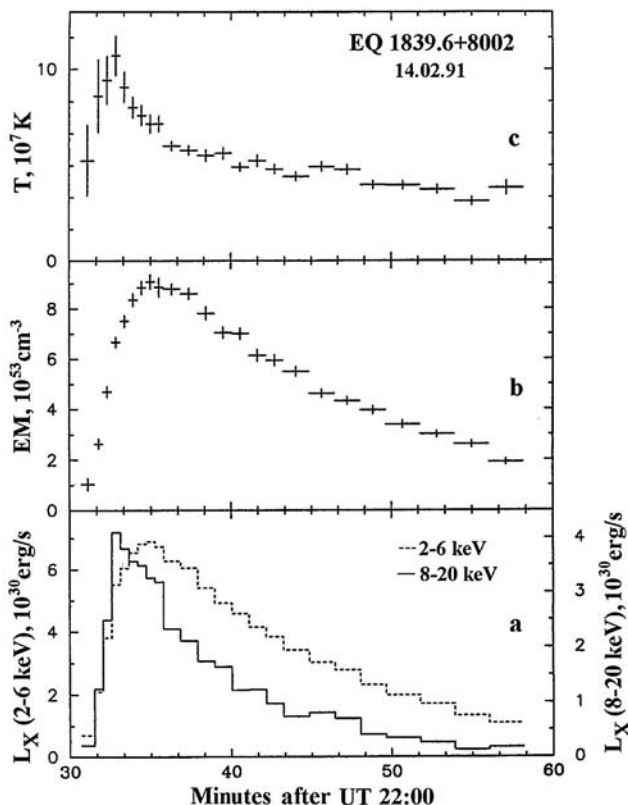 EQ 1839.6+8002
14.02.91
10
T, 10⁷ K
c
0
8
6
4
2
0
EM, 10⁵³cm⁻³
b
2-6 keV
8-20 keV
6
4
2
0
Lₓ (2-6 keV), 10³⁰erg/s
a
4
3
2
1
0
Lₓ (8-20 keV), 10³⁰erg/s
30
40
50
60
Minutes after UT 22:00